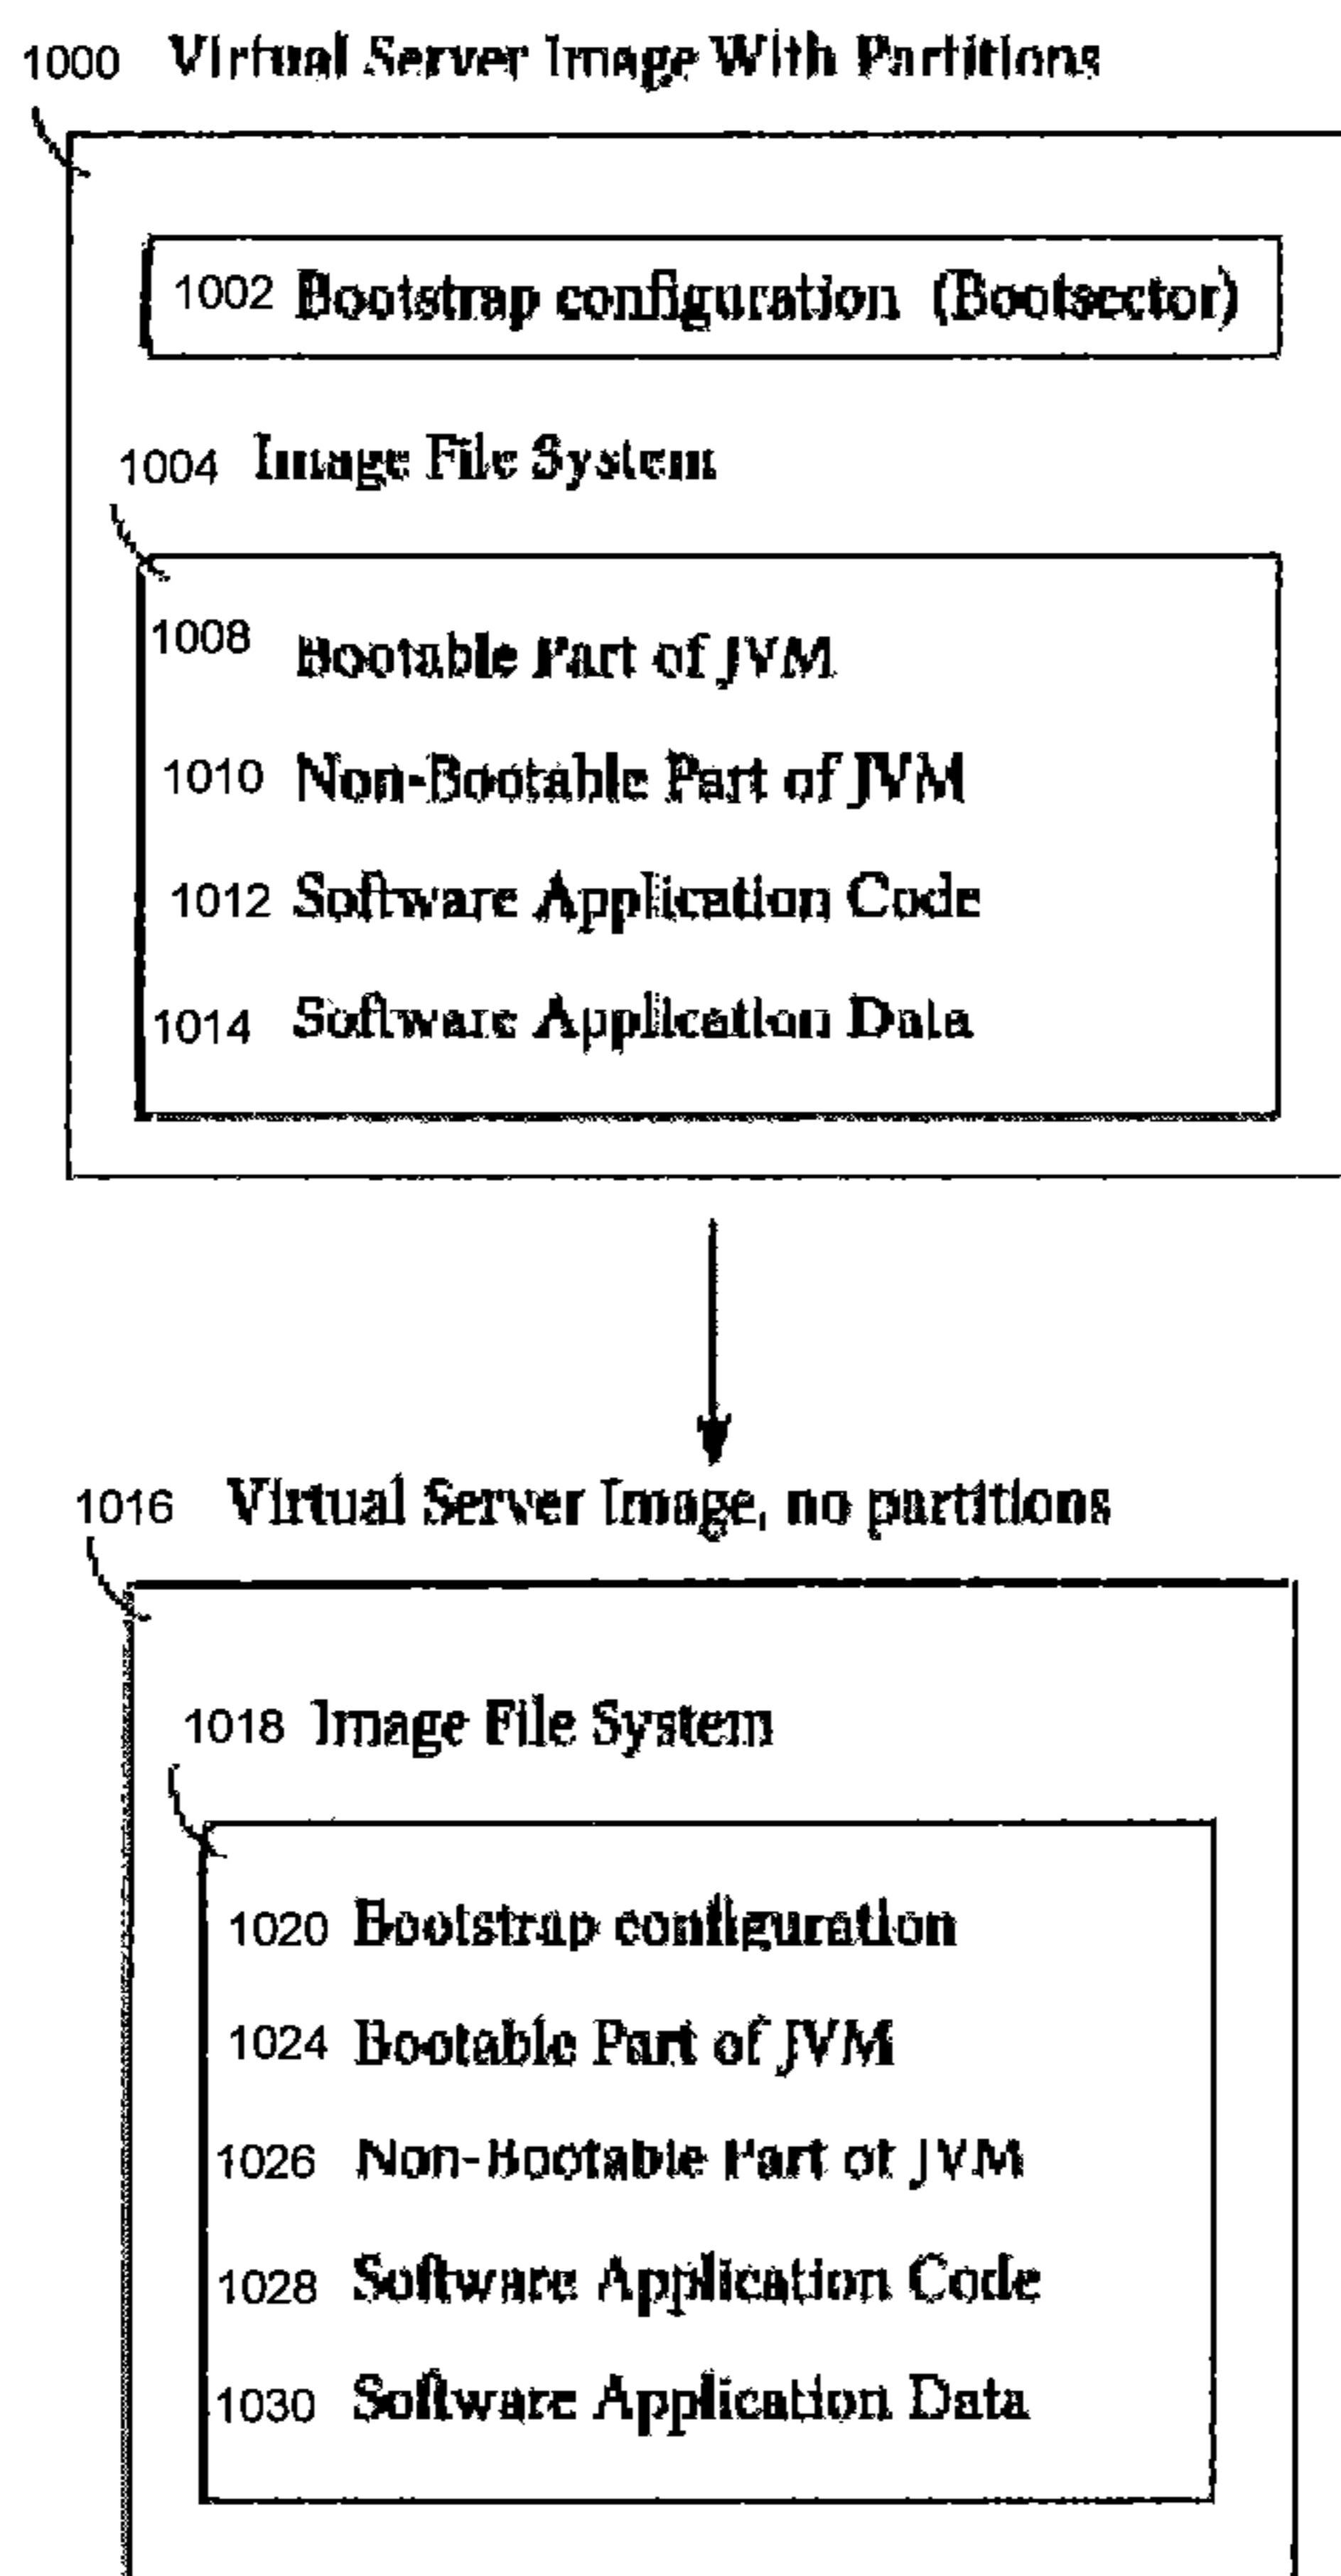 1000 Virtual Server Image With Partitions
1002 Bootstrap configuration (Bootsector)
1004 Image File System
1008 Bootable Part of JVM
1010 Non-Bootable Part of JVM
1012 Software Application Code
1014 Software Application Data
1016 Virtual Server Image, no partitions
1018 Image File System
1020 Bootstrap configuration
1024 Bootable Part of JVM
1026 Non-Bootable Part of JVM
1028 Software Application Code
1030 Software Application Data